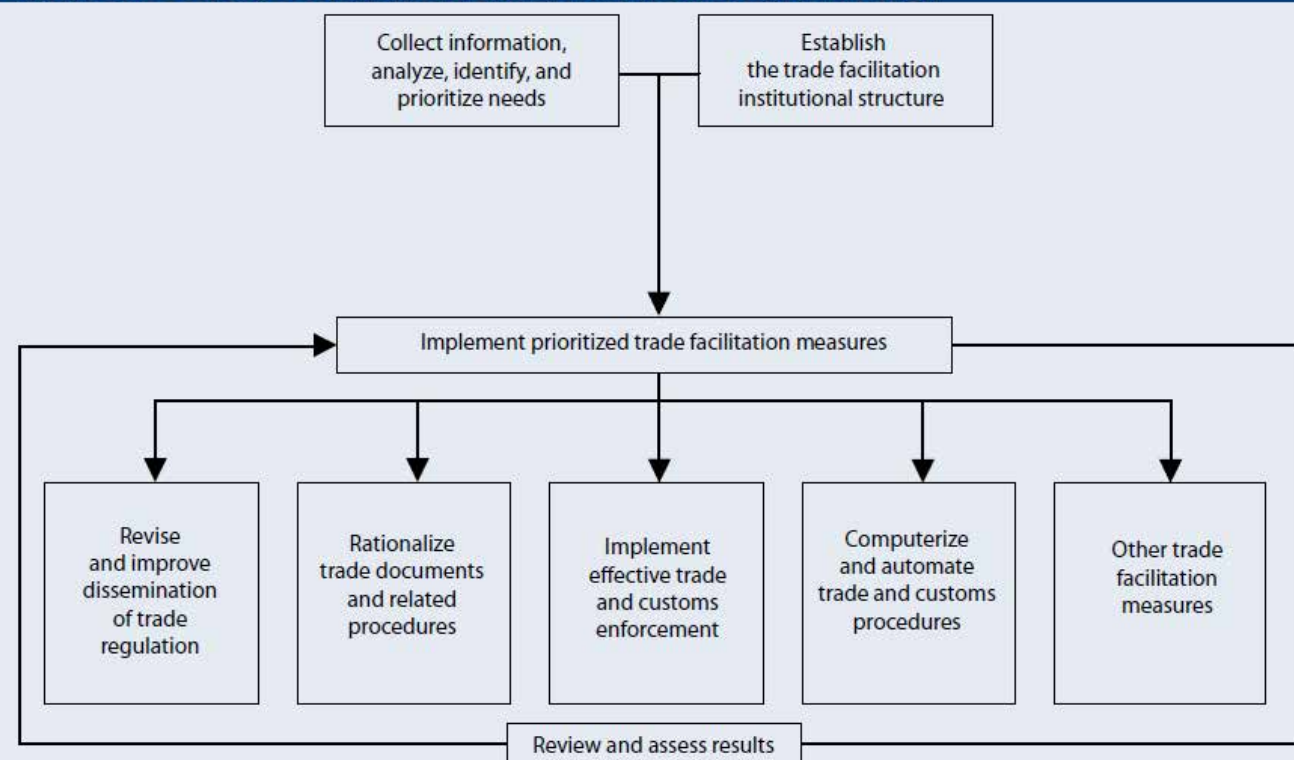 Collect information,
analyze, identify, and
prioritize needs
Establish
the trade facilitation
institutional structure
Implement prioritized trade facilitation measures
Revise
and improve
dissemination
of trade
regulation
Rationalize
trade documents
and related
procedures
Implement
effective trade
and customs
enforcement
Computerize
and automate
trade and customs
procedures
Other trade
facilitation
measures
Review and assess results